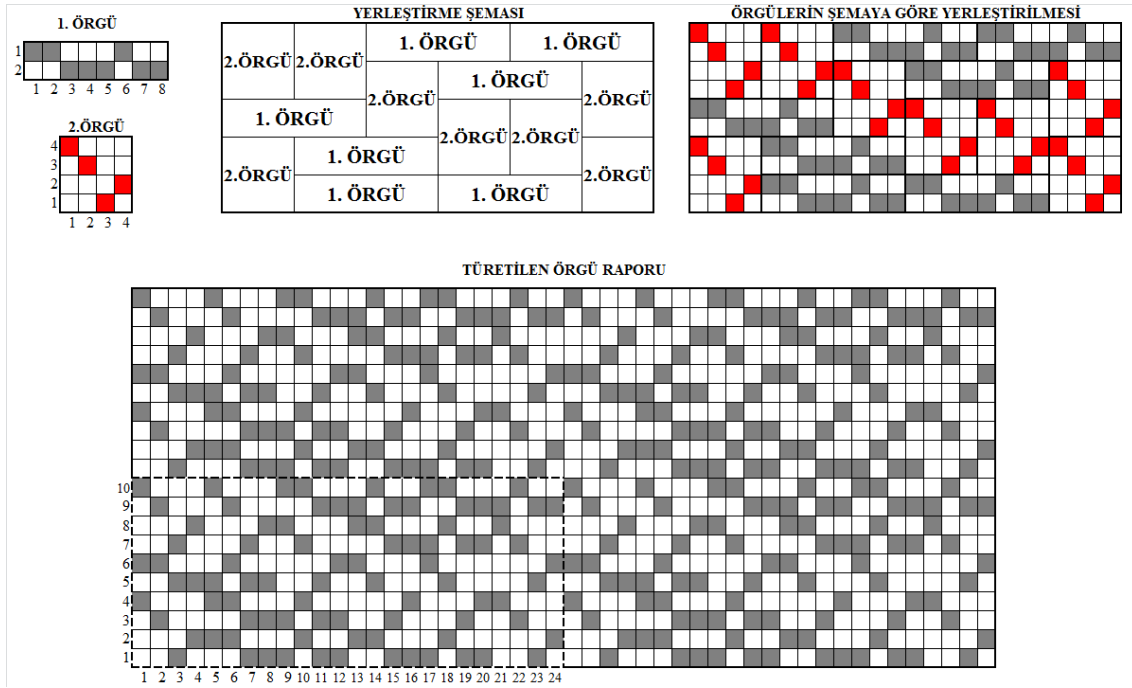 1. ÖRGÜ
1
2
1 2 3 4 5 6 7 8
2.ÖRGÜ
4
3
2
1
1 2 3 4
YERLEŞTİRME ŞEMASI
2.ÖRGÜ 2.ÖRGÜ 1. ÖRGÜ 1. ÖRGÜ
2.ÖRGÜ 1. ÖRGÜ 2.ÖRGÜ
1. ÖRGÜ
2.ÖRGÜ 2.ÖRGÜ
2.ÖRGÜ 1. ÖRGÜ 2.ÖRGÜ
1. ÖRGÜ 1. ÖRGÜ
ÖRGÜLERİN ŞEMAYA GÖRE YERLEŞTİRİLMESİ
TÜRETİLEN ÖRGÜ RAPORU
10
9
8
7
6
5
4
3
2
1
1 2 3 4 5 6 7 8 9 10 11 12 13 14 15 16 17 18 19 20 21 22 23 24